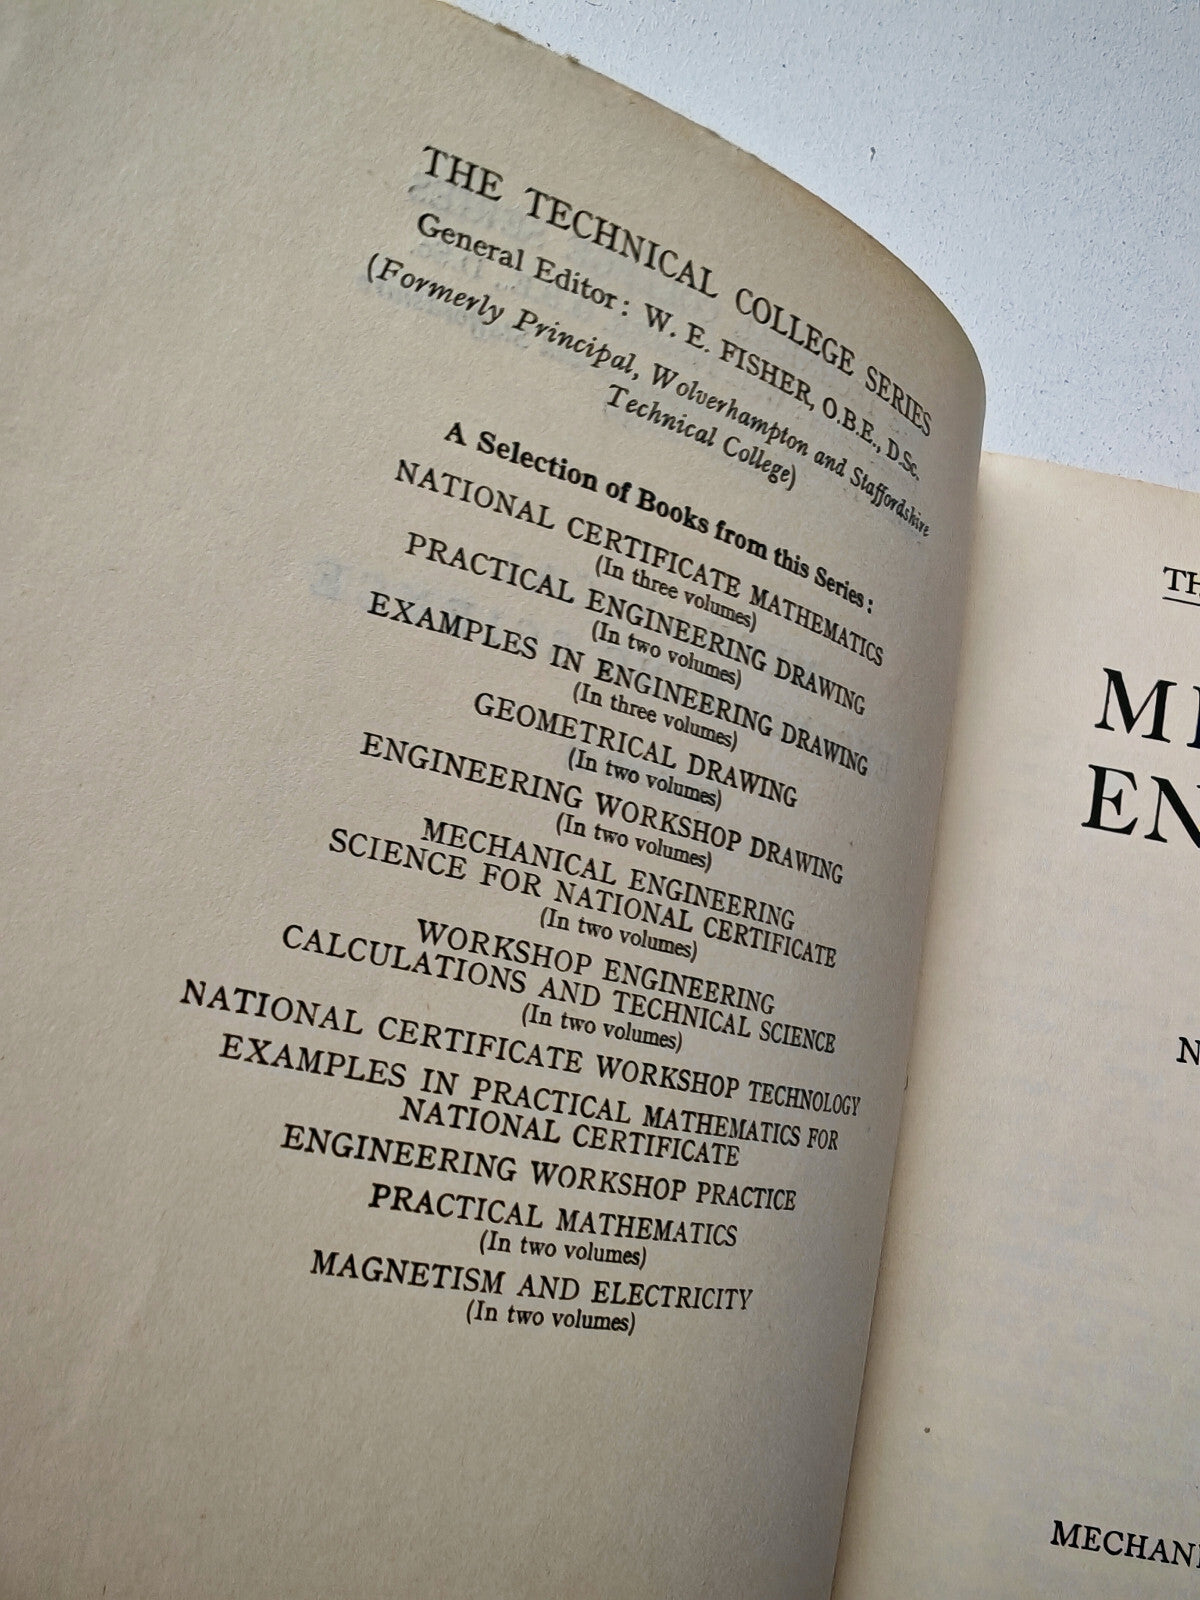 THE TECHNICAL COLLEGE SERIES
General Editor: W. E. FISHER, O.B.E., D.Sc.
(Formerly Principal, Wolverhampton and Staffordshire
Technical College)
A Selection of Books from this Series:
NATIONAL CERTIFICATE MATHEMATICS
(In three volumes)
PRACTICAL ENGINEERING DRAWING
(In two volumes)
EXAMPLES IN ENGINEERING DRAWING
(In three volumes)
GEOMETRICAL DRAWING
(In two volumes)
ENGINEERING WORKSHOP DRAWING
(In two volumes)
MECHANICAL ENGINEERING
SCIENCE FOR NATIONAL CERTIFICATE
(In two volumes)
WORKSHOP ENGINEERING
CALCULATIONS AND TECHNICAL SCIENCE
(In two volumes)
NATIONAL CERTIFICATE WORKSHOP TECHNOLOGY
EXAMPLES IN PRACTICAL MATHEMATICS FOR
NATIONAL CERTIFICATE
ENGINEERING WORKSHOP PRACTICE
PRACTICAL MATHEMATICS
(In two volumes)
MAGNETISM AND ELECTRICITY
(In two volumes)
TH
M
EN
N
MECHAN